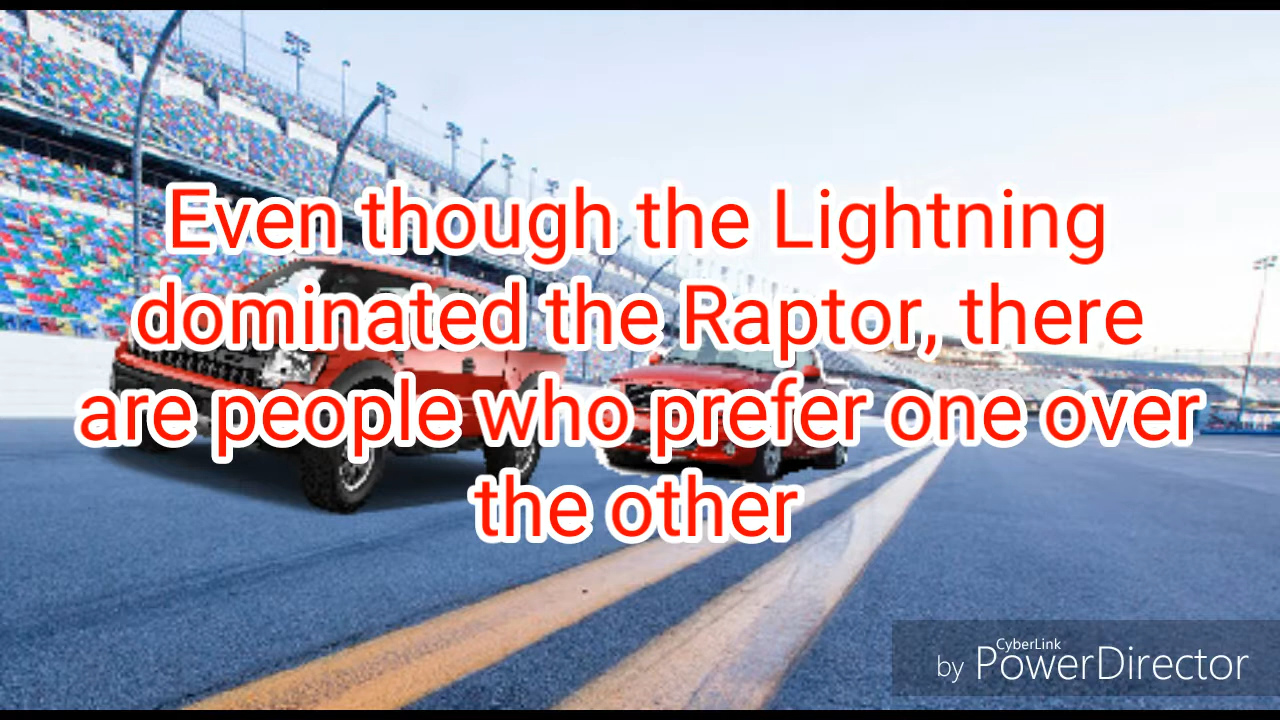 Even though the Lightning
dominated the Raptor, there
are people who prefer one over
the other
CyberLink
by PowerDirector